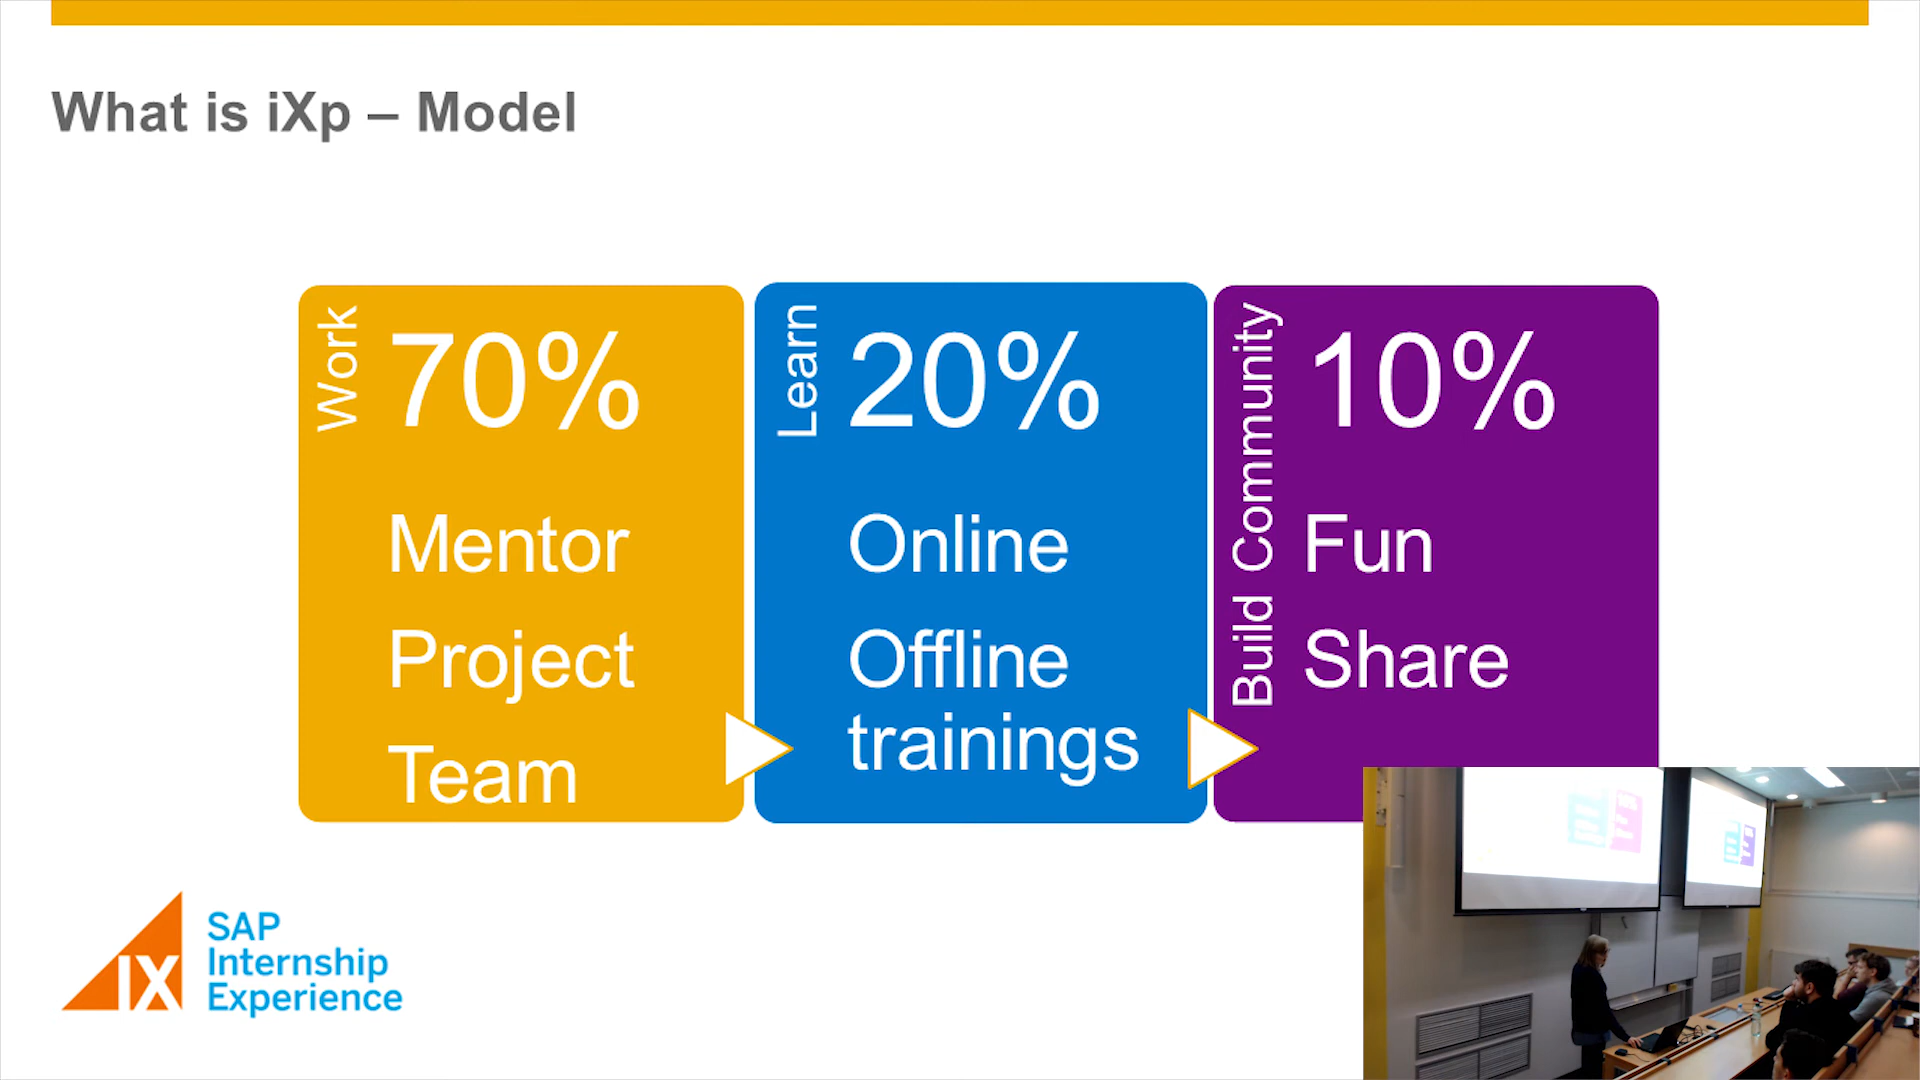 What is iXp – Model
Work
70%
Mentor
Project
Team
Learn
20%
Online
Offline
trainings
Build Community
10%
Fun
Share
IX
SAP
Internship
Experience